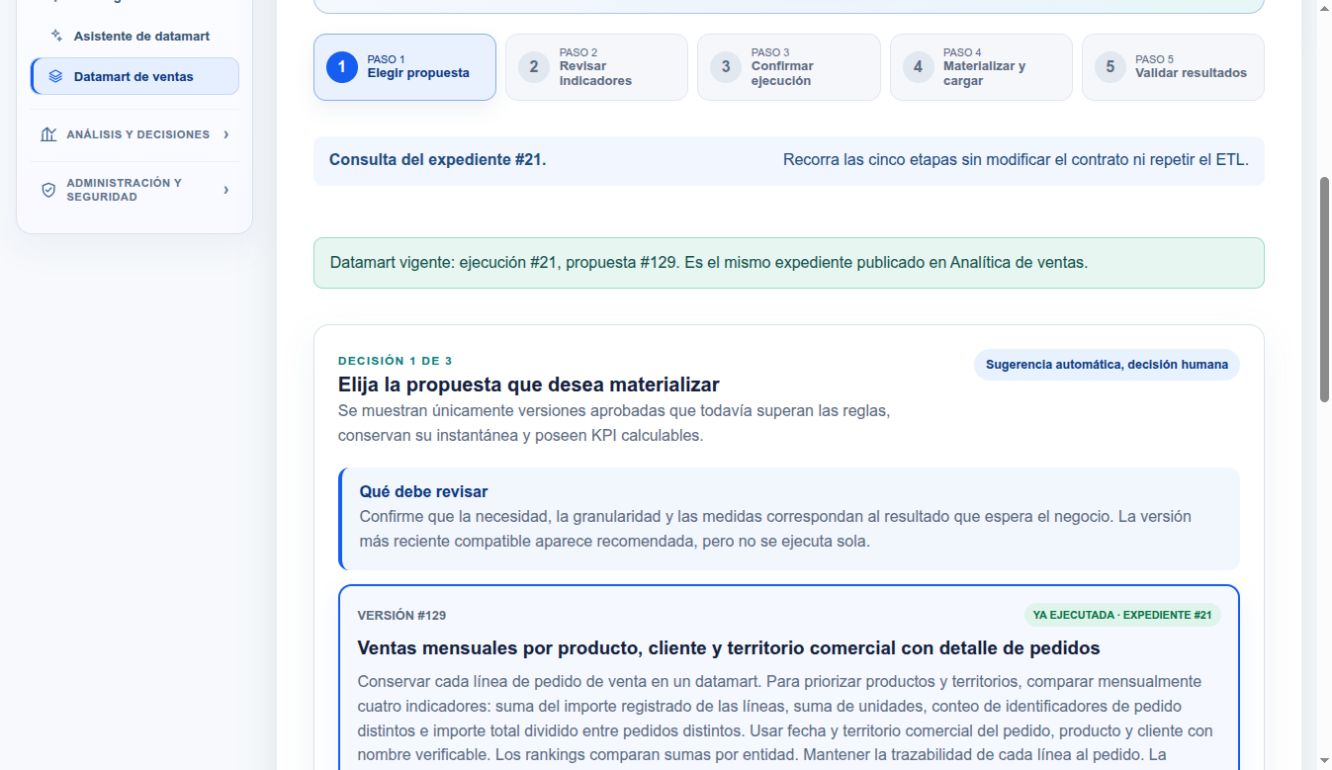 Asistente de datamart
Datamart de ventas
ANÁLISIS Y DECISIONES
ADMINISTRACIÓN Y
SEGURIDAD
1
PASO 1
Elegir propuesta
2
PASO 2
Revisar
indicadores
3
PASO 3
Confirmar
ejecución
4
PASO 4
Materializar y
cargar
5
PASO 5
Validar resultados
Consulta del expediente #21.
Recorra las cinco etapas sin modificar el contrato ni repetir el ETL.
Datamart vigente: ejecución #21, propuesta #129. Es el mismo expediente publicado en Analítica de ventas.
DECISIÓN 1 DE 3
Elija la propuesta que desea materializar
Sugerencia automática, decisión humana
Se muestran únicamente versiones aprobadas que todavía superan las reglas,
conservan su instantánea y poseen KPI calculables.
Qué debe revisar
Confirme que la necesidad, la granularidad y las medidas correspondan al resultado que espera el negocio. La versión
más reciente compatible aparece recomendada, pero no se ejecuta sola.
VERSIÓN #129
YA EJECUTADA · EXPEDIENTE #21
Ventas mensuales por producto, cliente y territorio comercial con detalle de pedidos
Conservar cada línea de pedido de venta en un datamart. Para priorizar productos y territorios, comparar mensualmente
cuatro indicadores: suma del importe registrado de las líneas, suma de unidades, conteo de identificadores de pedido
distintos e importe total dividido entre pedidos distintos. Usar fecha y territorio comercial del pedido, producto y cliente con
nombre verificable. Los rankings comparan sumas por entidad. Mantener la trazabilidad de cada línea al pedido. La